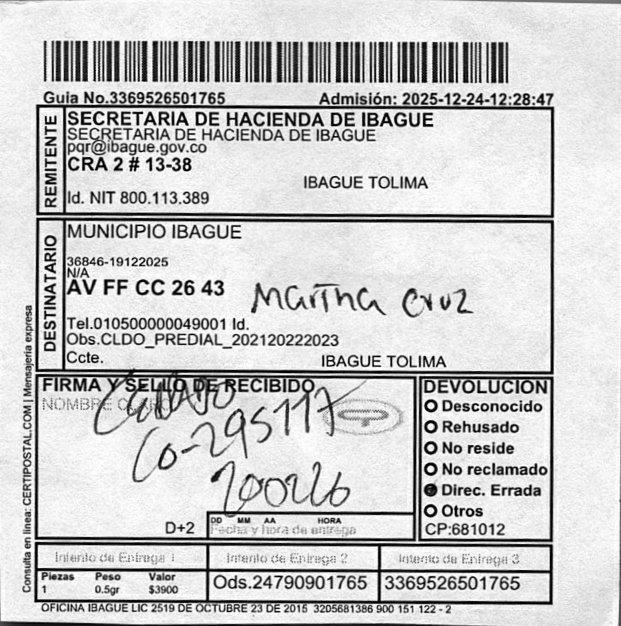 Guia No.3369526501765 Admisión: 2025-12-24-12:28:47
REMITENTE
SECRETARIA DE HACIENDA DE IBAGUE
SECRETARIA DE HACIENDA DE IBAGUE
pqr@ibague.gov.co
CRA 2 # 13-38
IBAGUE TOLIMA
Id. NIT 800.113.389
DESTINATARIO
MUNICIPIO IBAGUE
36846-19122025
N/A
AV FF CC 26 43
Martha Cruz
Tel.010500000049001 Id.
Obs.CLDO_PREDIAL_202120222023
Ccte. IBAGUE TOLIMA
Consulta en linea: CERTIPOSTAL.COM | Mensajeria expresa
FIRMA Y SELLO DE RECIBIDO
NOMBRE
Co-295117
200226
D+2
DD MM AA HORA
Fecha y hora de entrega
DEVOLUCION
Desconocido
Rehusado
No reside
No reclamado
Direc. Errada
Otros
CP:681012
Intento de Entrega 1 Intento de Entrega 2 Intento de Entrega 3
Piezas Peso Valor
1 0.5gr $3900
Ods.24790901765 3369526501765
OFICINA IBAGUE LIC 2519 DE OCTUBRE 23 DE 2015 3205681386 900 151 122 - 2